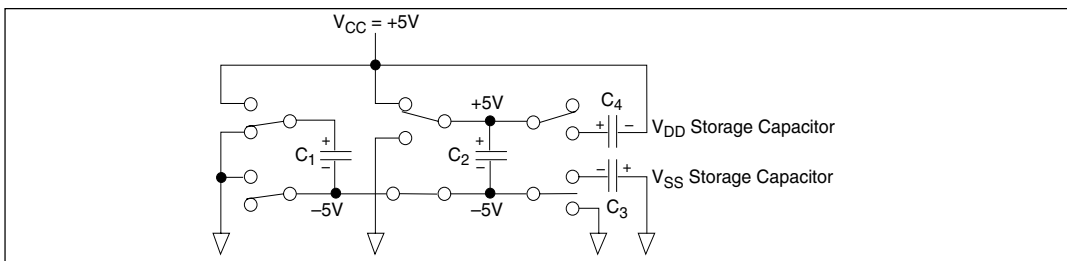 VCC = +5V
+5V
C4
+ −
VDD Storage Capacitor
+
C1
−
+
C2
−
− +
VSS Storage Capacitor
C3
−5V
−5V